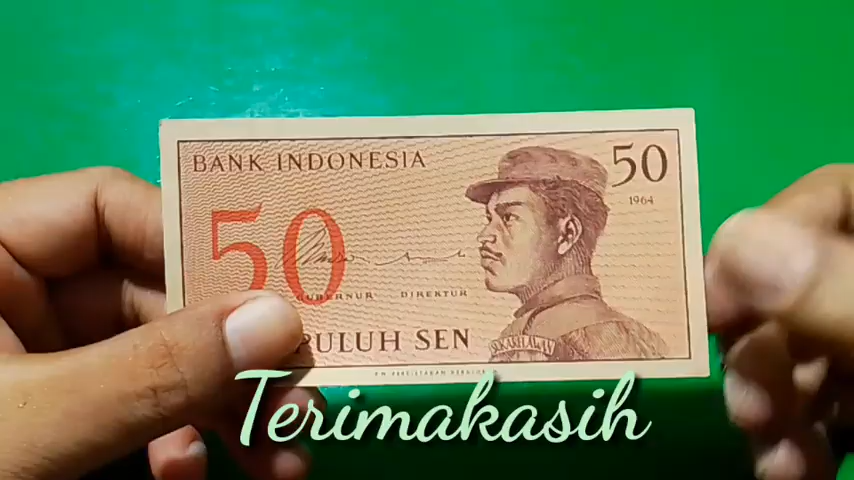 BANK INDONESIA
50
1964
50
GUBERNUR DIREKTUR
PULUH SEN
SUKARELAWAN
Terimakasih